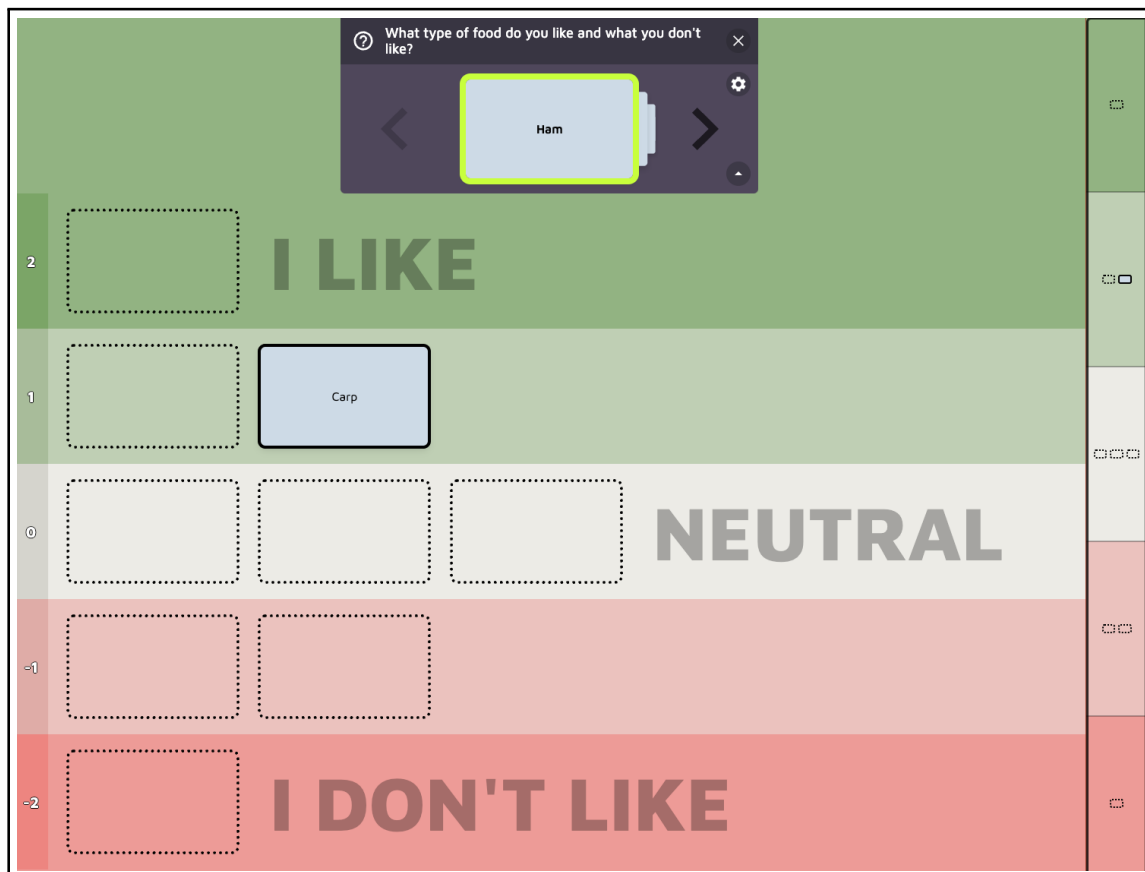 What type of food do you like and what you don't
like?
Ham
2
I LIKE
1
Carp
0
NEUTRAL
-1
-2
I DON'T LIKE